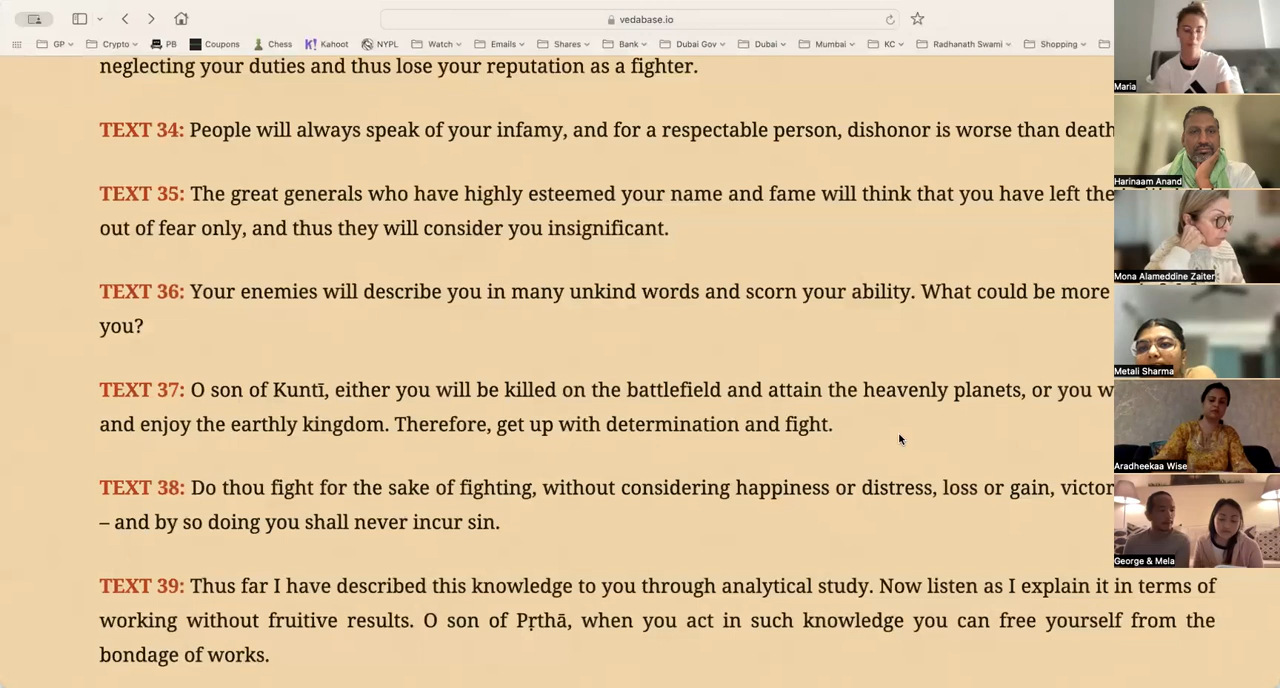 vedabase.io
GP
Crypto
PB
Coupons
Chess
K! Kahoot
NYPL
Watch
Emails
Shares
Bank
Dubai Gov
Dubai
Mumbai
KC
Radhanath Swami
Shopping
neglecting your duties and thus lose your reputation as a fighter.
TEXT 34: People will always speak of your infamy, and for a respectable person, dishonor is worse than death
TEXT 35: The great generals who have highly esteemed your name and fame will think that you have left the
out of fear only, and thus they will consider you insignificant.
TEXT 36: Your enemies will describe you in many unkind words and scorn your ability. What could be more
you?
TEXT 37: O son of Kuntī, either you will be killed on the battlefield and attain the heavenly planets, or you w
and enjoy the earthly kingdom. Therefore, get up with determination and fight.
TEXT 38: Do thou fight for the sake of fighting, without considering happiness or distress, loss or gain, victor
– and by so doing you shall never incur sin.
TEXT 39: Thus far I have described this knowledge to you through analytical study. Now listen as I explain it in terms of
working without fruitive results. O son of Pṛthā, when you act in such knowledge you can free yourself from the
bondage of works.
Maria
Harinaam Anand
Mona Alameddine Zaiter
Metali Sharma
Aradheekaa Wise
George & Mela